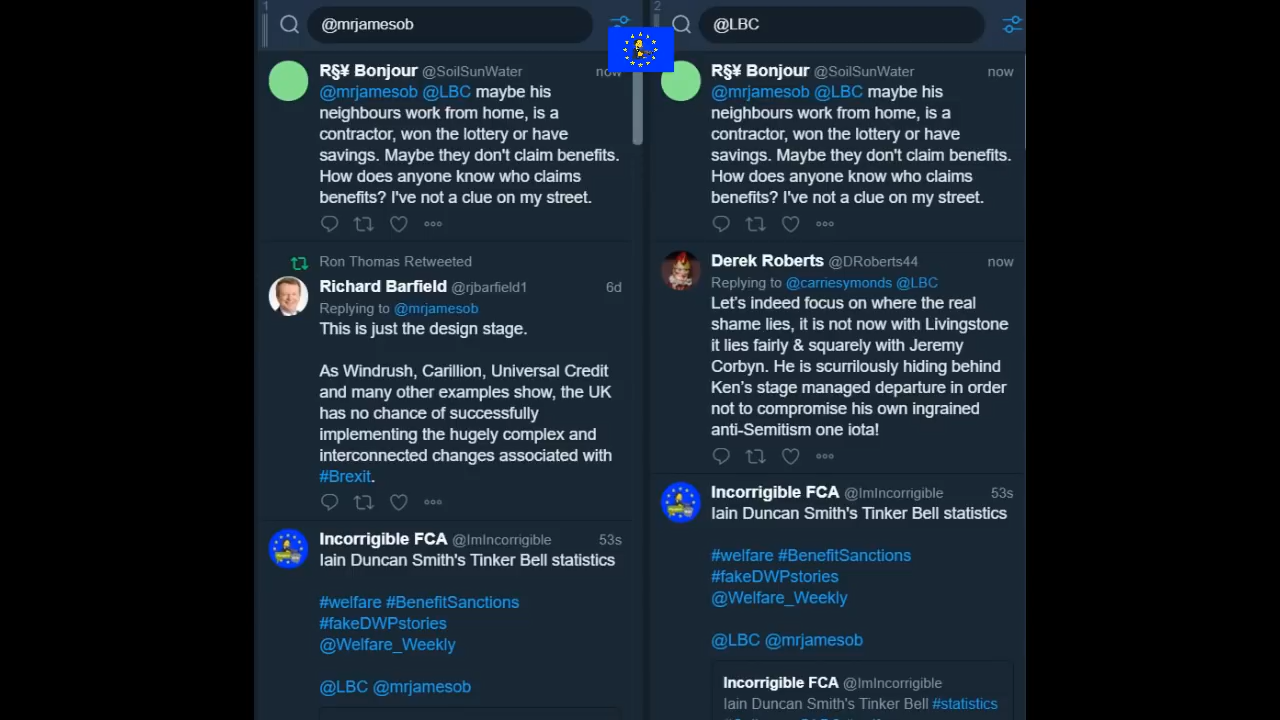 1
@mrjamesob
R§¥ Bonjour @SoilSunWater now
@mrjamesob @LBC maybe his
neighbours work from home, is a
contractor, won the lottery or have
savings. Maybe they don't claim benefits.
How does anyone know who claims
benefits? I've not a clue on my street.
Ron Thomas Retweeted
Richard Barfield @rjbarfield1 6d
Replying to @mrjamesob
This is just the design stage.
As Windrush, Carillion, Universal Credit
and many other examples show, the UK
has no chance of successfully
implementing the hugely complex and
interconnected changes associated with
#Brexit.
Incorrigible FCA @ImIncorrigible 53s
Iain Duncan Smith's Tinker Bell statistics
#welfare #BenefitSanctions
#fakeDWPstories
@Welfare_Weekly
@LBC @mrjamesob
2
@LBC
R§¥ Bonjour @SoilSunWater now
@mrjamesob @LBC maybe his
neighbours work from home, is a
contractor, won the lottery or have
savings. Maybe they don't claim benefits.
How does anyone know who claims
benefits? I've not a clue on my street.
Derek Roberts @DRoberts44 now
Replying to @carriesymonds @LBC
Let's indeed focus on where the real
shame lies, it is not now with Livingstone
it lies fairly & squarely with Jeremy
Corbyn. He is scurrilously hiding behind
Ken's stage managed departure in order
not to compromise his own ingrained
anti-Semitism one iota!
Incorrigible FCA @ImIncorrigible 53s
Iain Duncan Smith's Tinker Bell statistics
#welfare #BenefitSanctions
#fakeDWPstories
@Welfare_Weekly
@LBC @mrjamesob
Incorrigible FCA @ImIncorrigible
Iain Duncan Smith's Tinker Bell #statistics